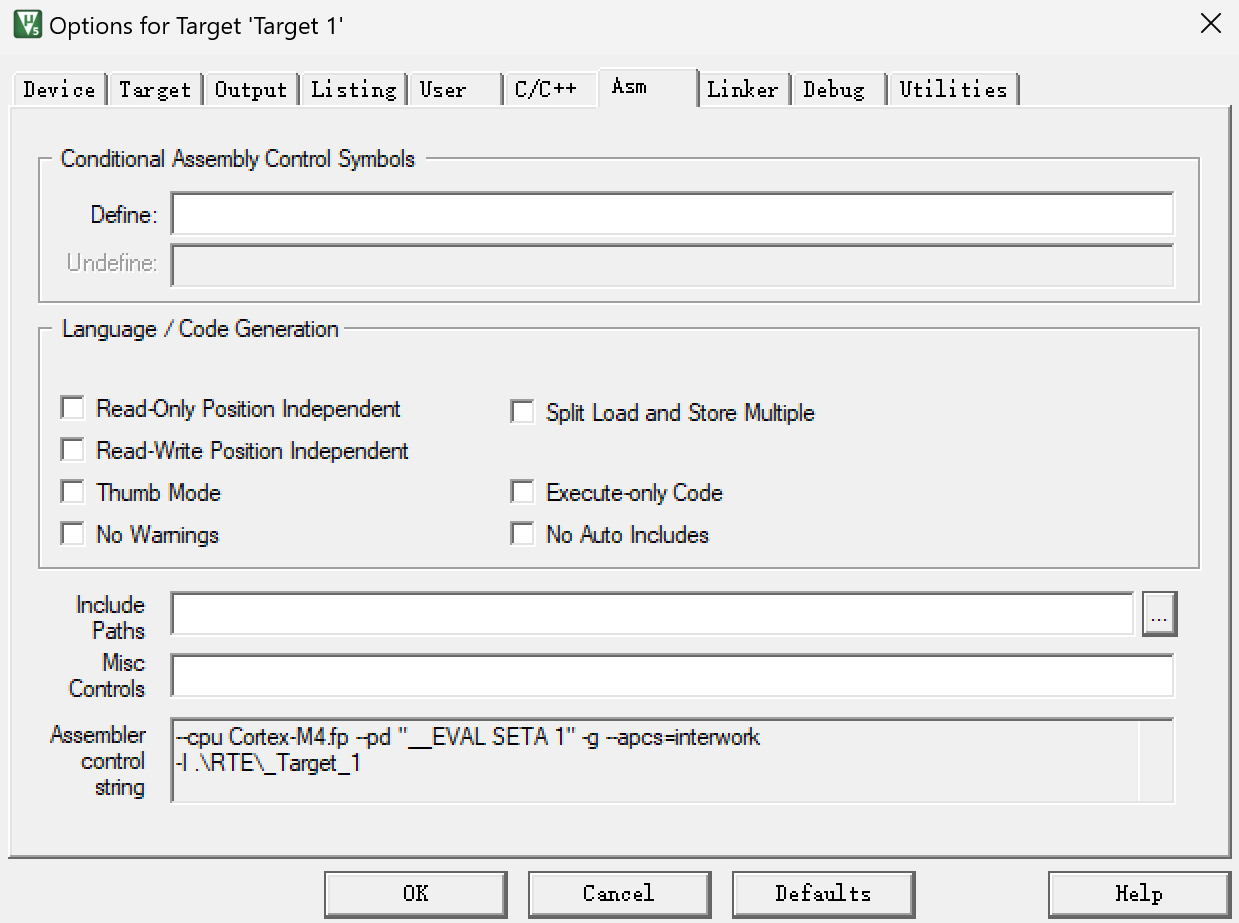 Options for Target 'Target 1'
Device Target Output Listing User C/C++ Asm Linker Debug Utilities
Conditional Assembly Control Symbols
Define:
Undefine:
Language / Code Generation
Read-Only Position Independent
Split Load and Store Multiple
Read-Write Position Independent
Thumb Mode
Execute-only Code
No Warnings
No Auto Includes
Include
Paths
...
Misc
Controls
Assembler
control
string
--cpu Cortex-M4.fp --pd "__EVAL SETA 1" -g --apcs=interwork
-I .\RTE\_Target_1
OK Cancel Defaults Help